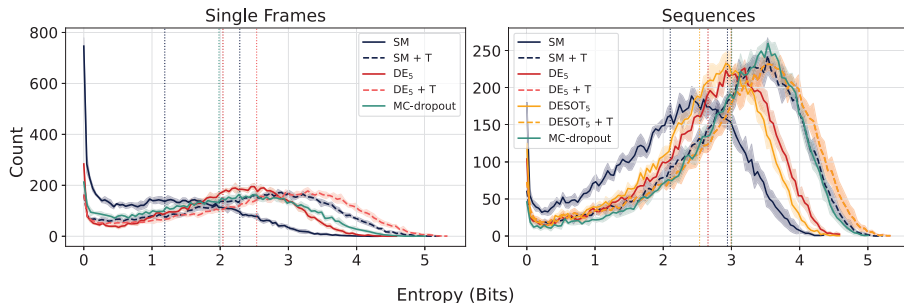 Single Frames
Sequences
800
600
400
200
0
Count
SM
SM + T
DE₅
DE₅ + T
MC-dropout
0 1 2 3 4 5
250
200
150
100
50
0
SM
SM + T
DE₅
DE₅ + T
DESOT₅
DESOT₅ + T
MC-dropout
0 1 2 3 4 5
Entropy (Bits)